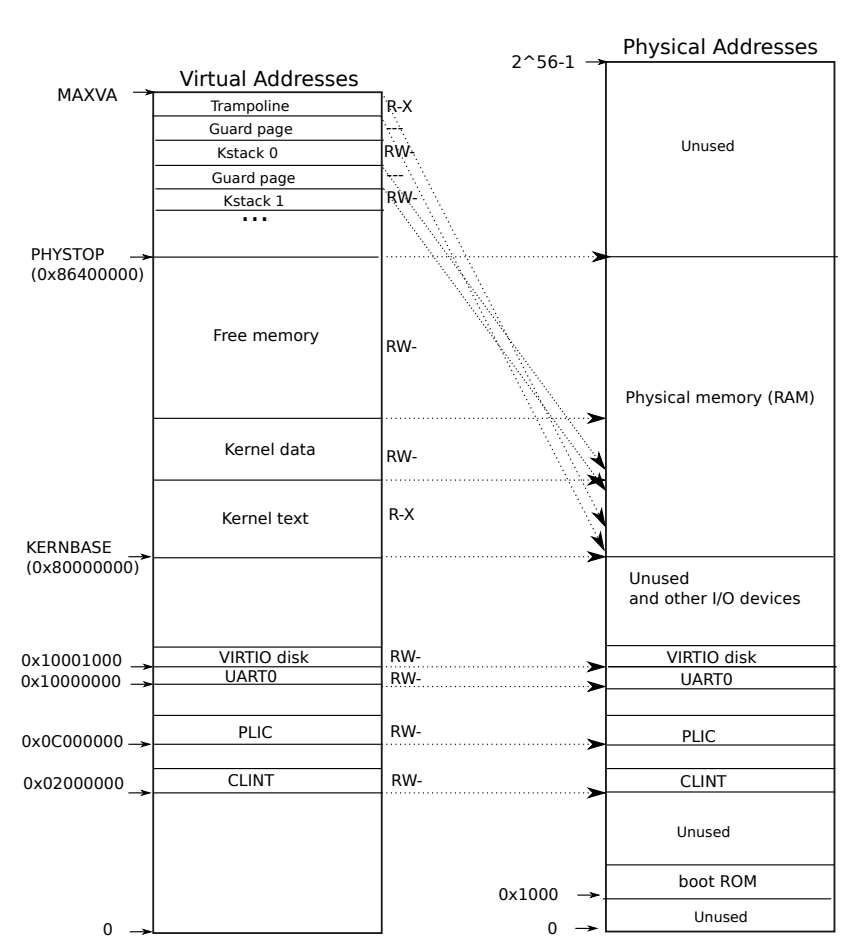 Physical Addresses
2^56-1
Virtual Addresses
MAXVA
Trampoline
R-X
Guard page
---
Unused
Kstack 0
RW-
Guard page
---
Kstack 1
RW-
...
PHYSTOP
(0x86400000)
Free memory
RW-
Physical memory (RAM)
Kernel data
RW-
Kernel text
R-X
KERNBASE
(0x80000000)
Unused
and other I/O devices
0x10001000
VIRTIO disk
RW-
VIRTIO disk
0x10000000
UART0
RW-
UART0
0x0C000000
PLIC
RW-
PLIC
0x02000000
CLINT
RW-
CLINT
Unused
boot ROM
0x1000
Unused
0
0